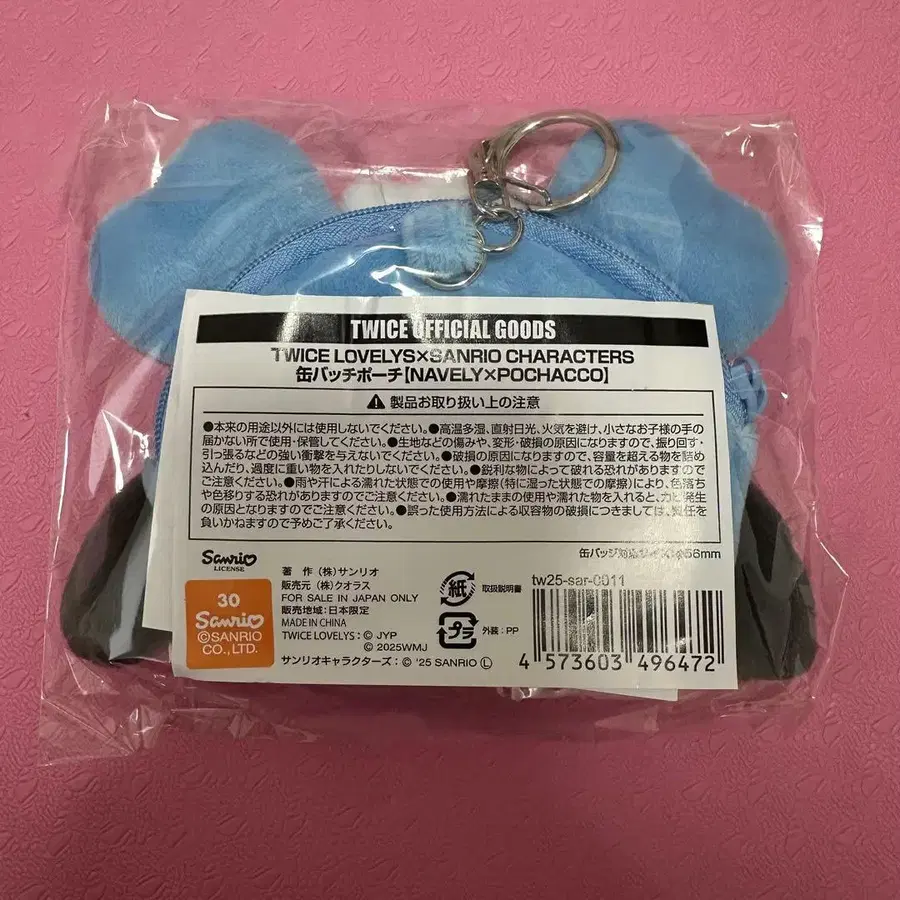 TWICE OFFICIAL GOODS
TWICE LOVELYS×SANRIO CHARACTERS
缶バッチポーチ【NAVELY×POCHACCO】
⚠ 製品お取り扱い上の注意
●本来の用途以外には使用しないでください。●高温多湿、直射日光、火気を避け、小さなお子様の手の
届かない所で使用・保管してください。●生地などの傷みや、変形・破損の原因になりますので、振り回す・
引っ張るなどの強い衝撃を与えないでください。●破損の原因になりますので、容量を超える物を詰め
込んだり、過度に重い物を入れたりしないでください。●鋭利な物によって破れる恐れがありますので
ご注意ください。●雨や汗による濡れた状態での使用や摩擦(特に湿った状態での摩擦)により、色落ち
や色移りする恐れがありますのでご注意ください。●濡れたままの使用や濡れた物を入れると、カビ発生
の原因となりますのでご注意ください。●誤った使用方法による収容物の破損につきましては、責任を
負いかねますので予めご了承ください。
缶バッジ対応サイズ:約56mm
Sanrio
LICENSE
30
Sanrio
©SANRIO
CO.,LTD.
著 作 (株)サンリオ
販売元 (株)クオラス
FOR SALE IN JAPAN ONLY
販売地域:日本限定
MADE IN CHINA
TWICE LOVELYS:© JYP
© 2025WMJ
サンリオキャラクターズ:© '25 SANRIO Ⓛ
紙 取扱説明書
プラ 外装:PP
tw25-sar-0011
4 573603 496472